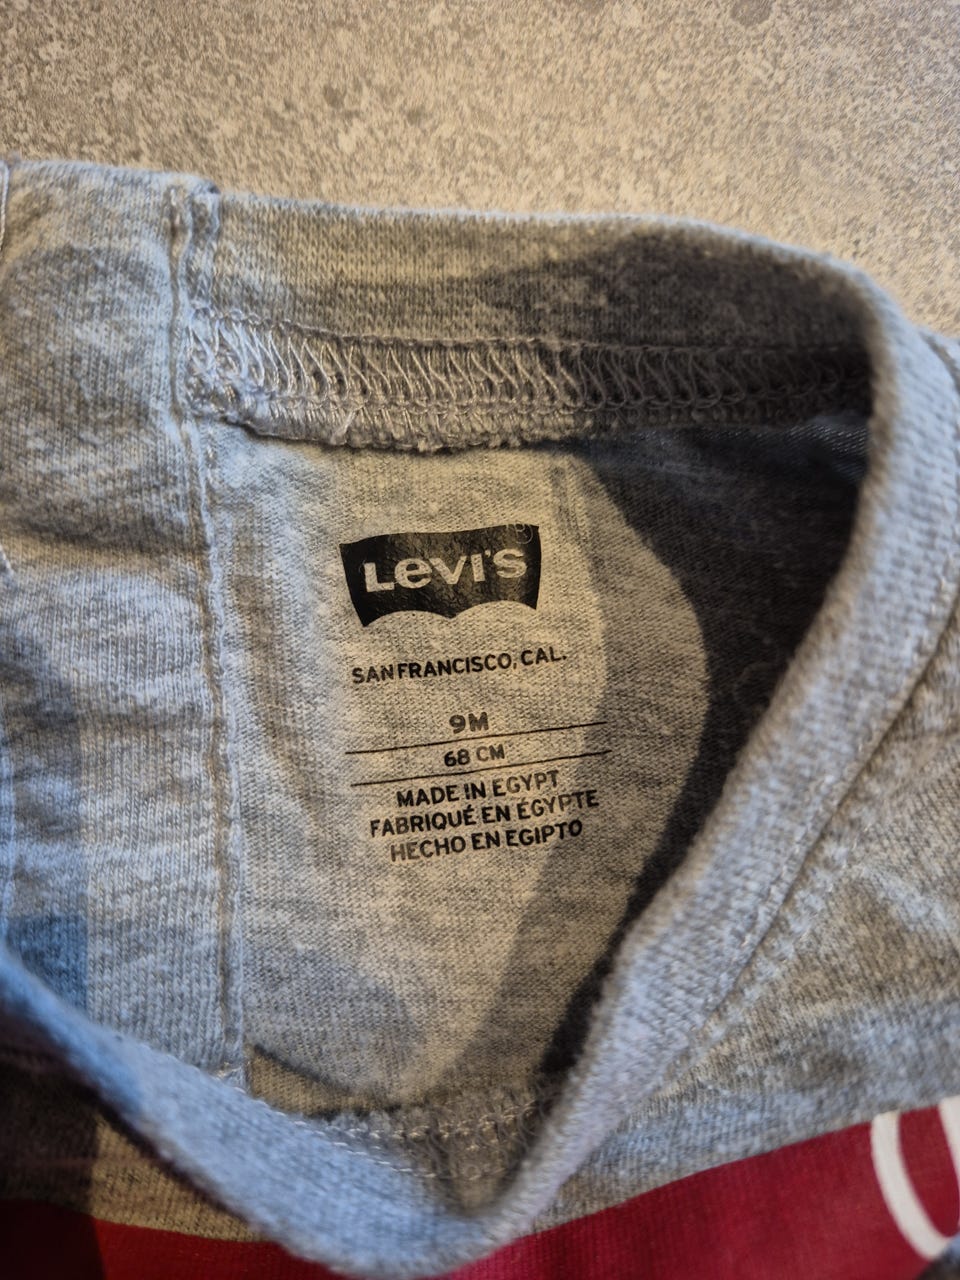 Levi's ®
SAN FRANCISCO, CAL.
9M
68 CM
MADE IN EGYPT
FABRIQUÉ EN ÉGYPTE
HECHO EN EGIPTO